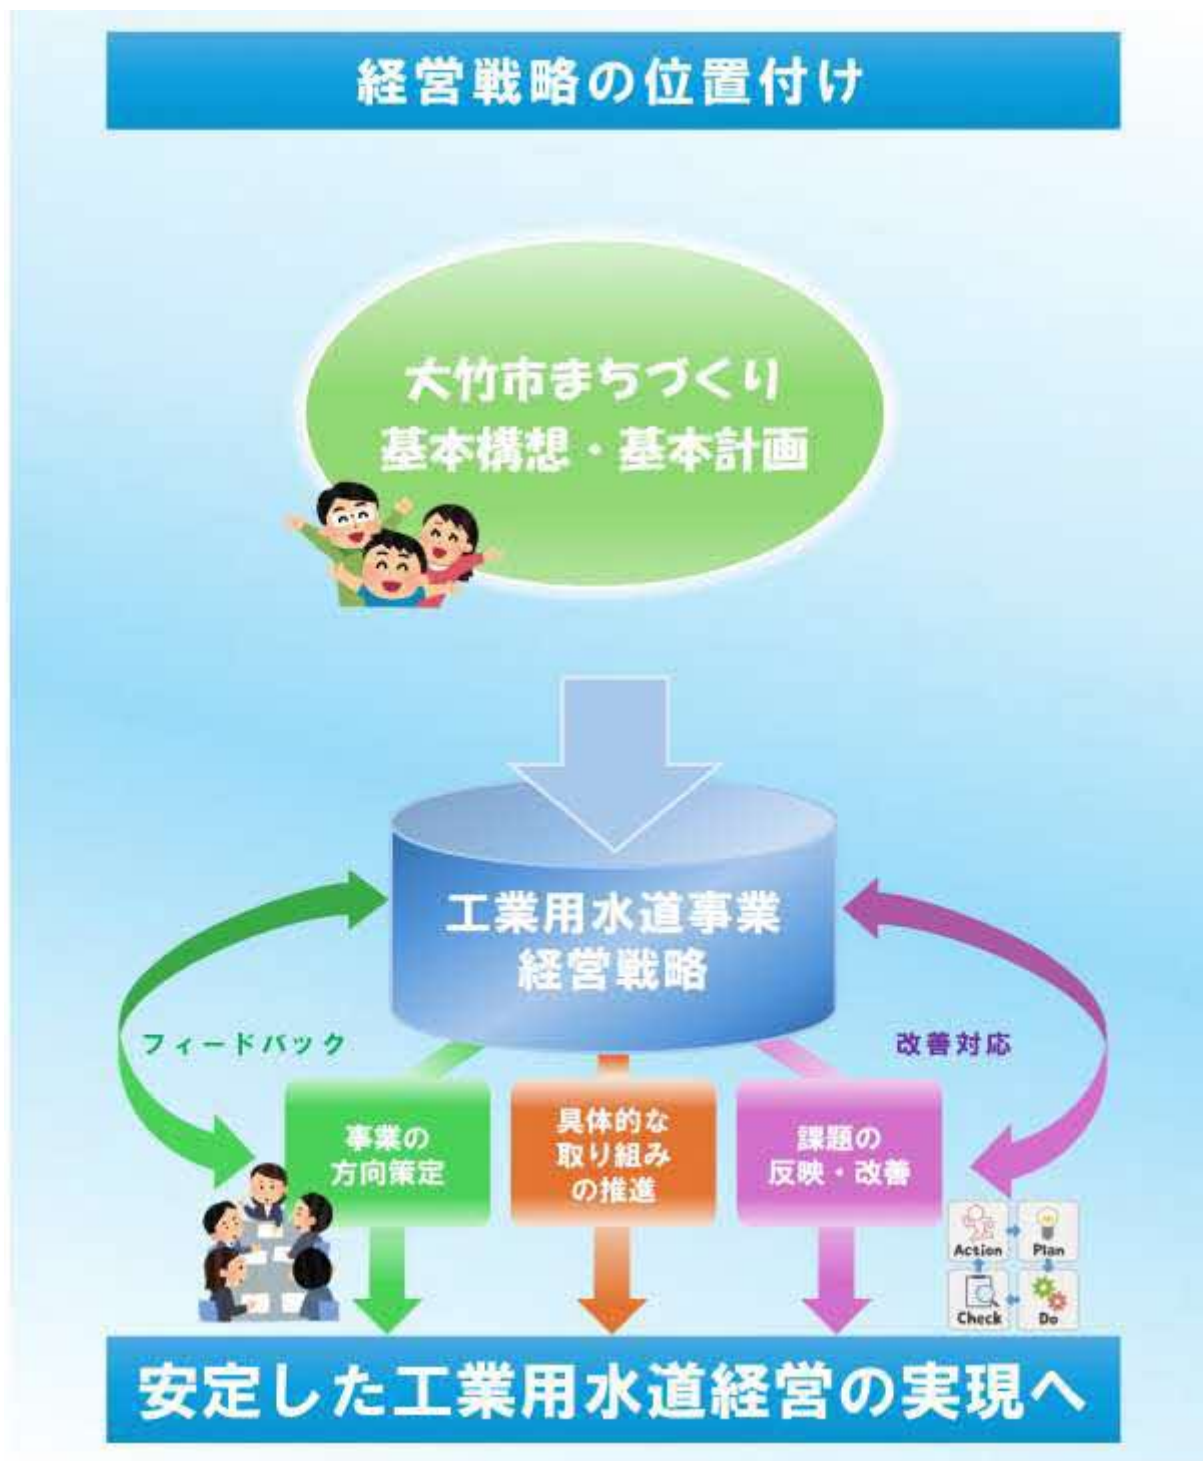 経営戦略の位置付け
大竹市まちづくり
基本構想・基本計画
工業用水道事業
経営戦略
フィードバック
改善対応
事業の
方向策定
具体的な
取り組み
の推進
課題の
反映・改善
Action
Plan
Check
Do
安定した工業用水道経営の実現へ